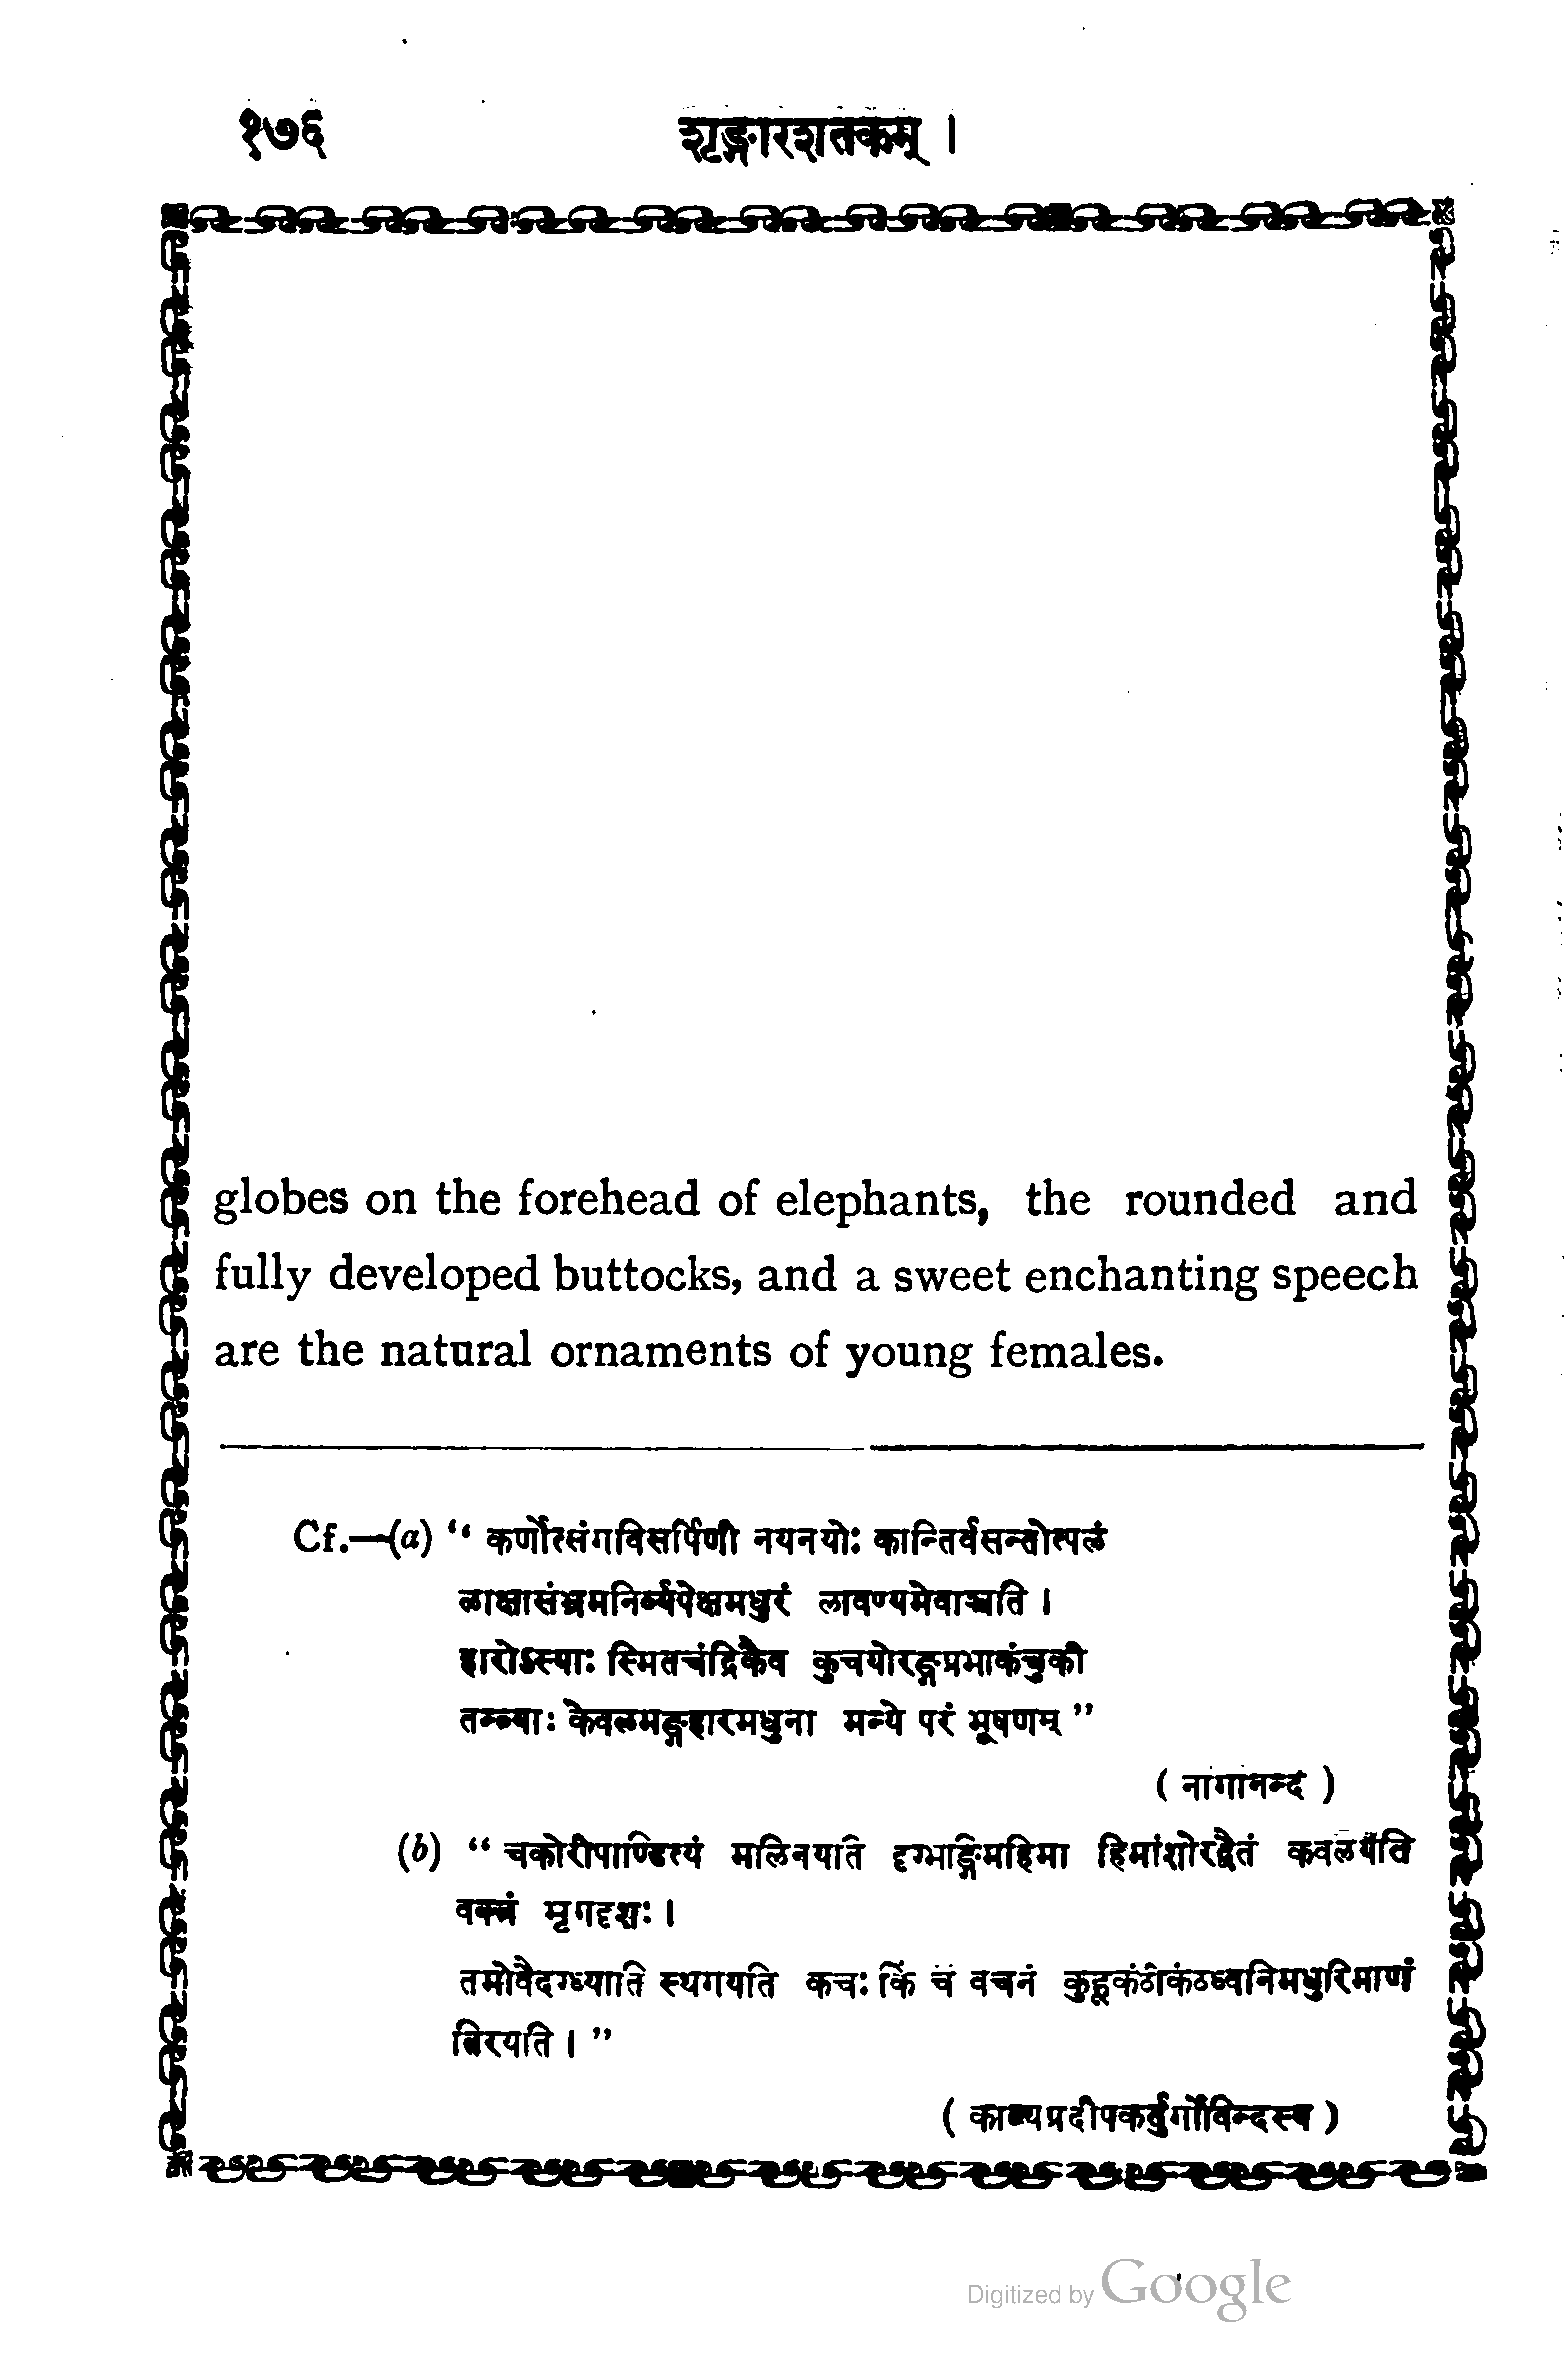 १७६ शृङ्गारशतकम् ।
globes on the forehead of elephants, the rounded and
fully developed buttocks, and a sweet enchanting speech
are the natural ornaments of young females.
Cf.—(a) “ कर्णोत्संगविसर्पिणी नयनयोः कान्तिर्वसन्तोत्पलं
लाक्षासंभ्रमनिर्व्यपेक्षमधुरं लावण्यमेवाञ्चति ।
हारोऽस्याः स्मितचंद्रिकैव कुचयोरङ्गप्रभाकंचुकी
तन्व्याः केवलमङ्गहारमधुना मन्ये परं भूषणम् ”
( नागानन्द )
(b) “ चकोरीपाण्डित्यं मलिनयति दृग्भाङ्गिमहिमा हिमांशोरद्वैतं कवलयति
वक्त्रं मृगदृशः ।
तमोवैदग्ध्याति स्थगयति कचः किं च वचनं कुहूकंठीकंठध्वनिमधुरिमाणं
तिरयति । ”
( काव्यप्रदीपकर्तुर्गोविन्दस्य )
Digitized by Google